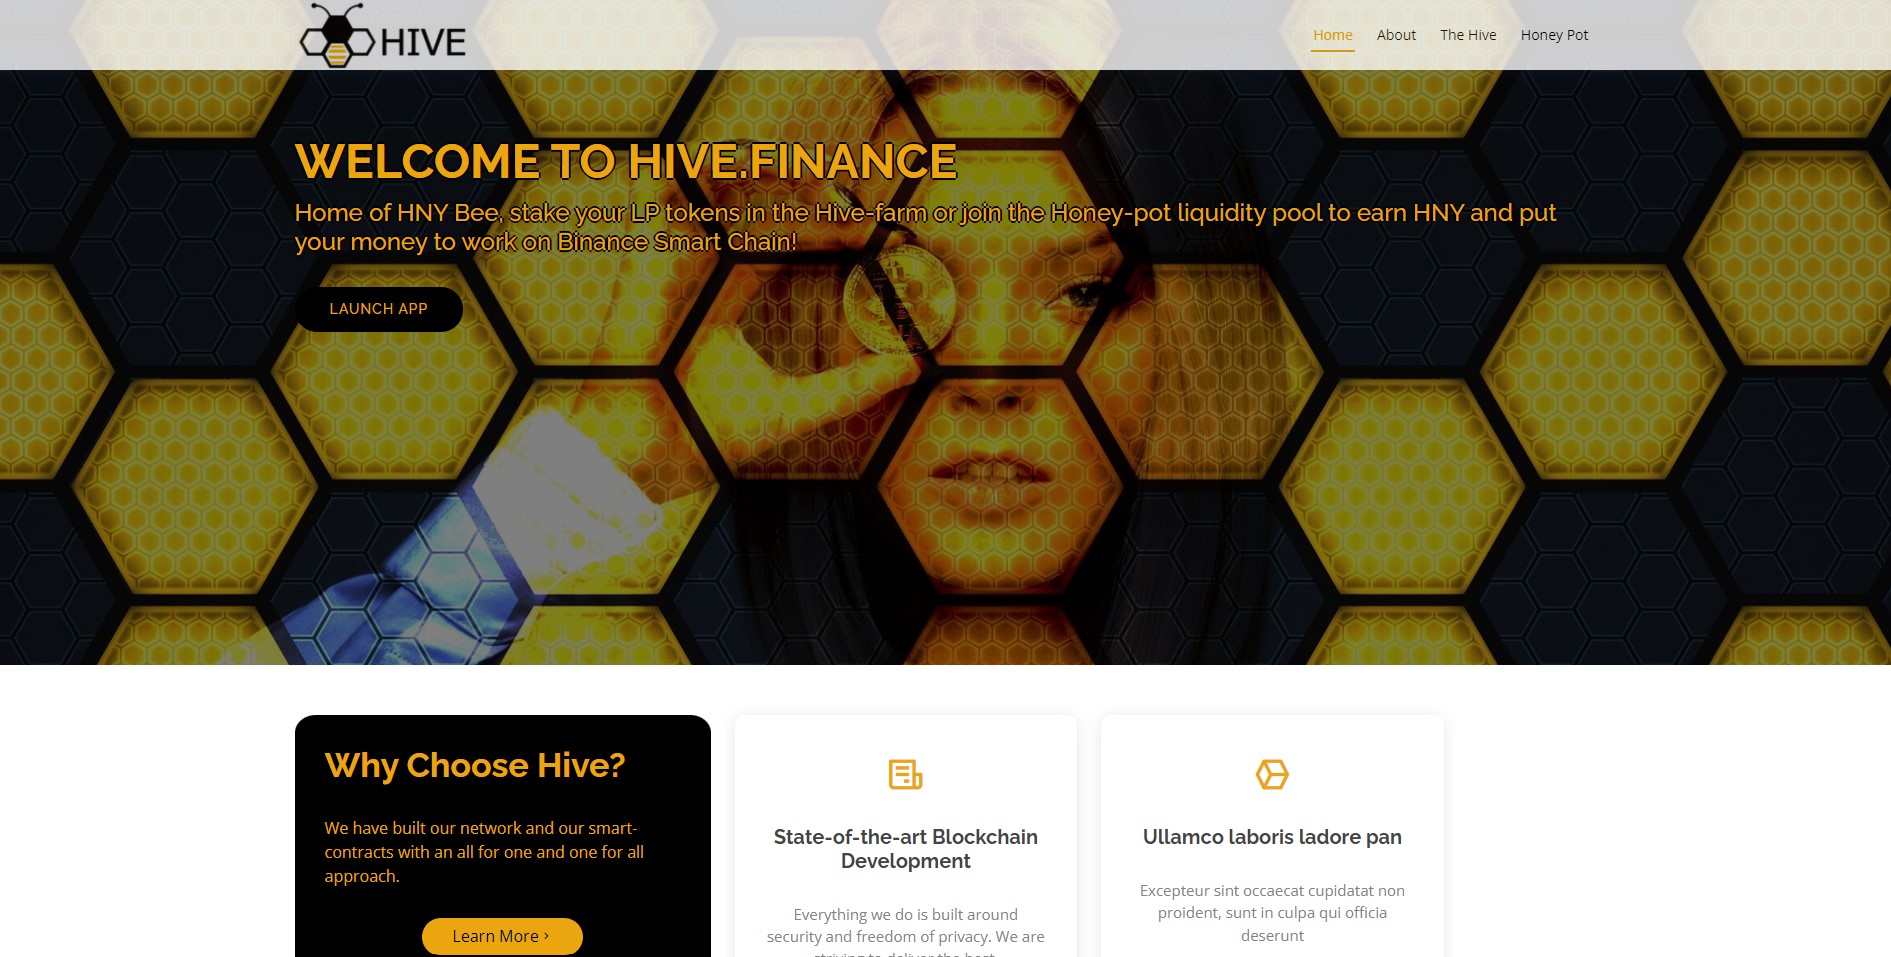 HIVE
Home About The Hive Honey Pot
WELCOME TO HIVE.FINANCE
Home of HNY Bee, stake your LP tokens in the Hive-farm or join the Honey-pot liquidity pool to earn HNY and put
your money to work on Binance Smart Chain!
LAUNCH APP
Why Choose Hive?
We have built our network and our smart-
contracts with an all for one and one for all
approach.
Learn More
State-of-the-art Blockchain
Development
Everything we do is built around
security and freedom of privacy. We are
striving to deliver the best
Ullamco laboris ladore pan
Excepteur sint occaecat cupidatat non
proident, sunt in culpa qui officia
deserunt